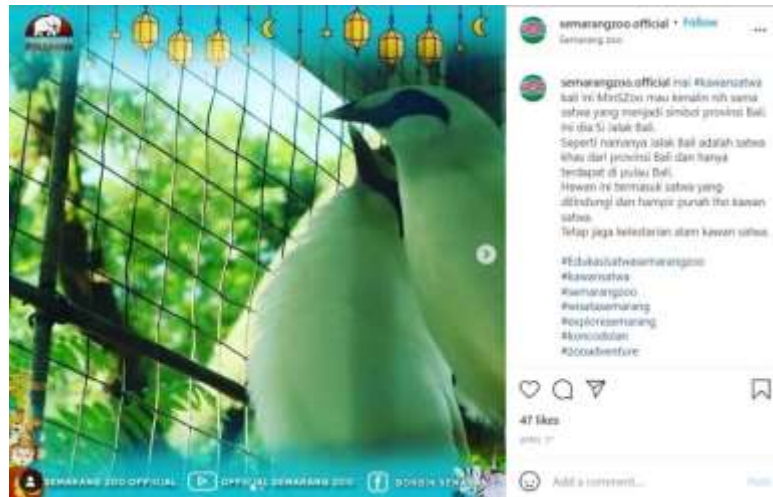 semarangzoo.official • Follow
Semarang zoo
semarangzoo.official Hai #kawansatwa
kali ini MinSZoo mau kenalin nih sama
satwa yang menjadi simbol provinsi Bali.
Ini dia Si Jalak Bali.
Seperti namanya Jalak Bali adalah satwa
khas dari provinsi Bali dan hanya
terdapat di pulau Bali.
Hewan ini termasuk satwa yang
dilindungi dan hampir punah lho kawan
satwa.
Tetap jaga kelestarian alam kawan satwa.
#Edukasisatwasemarangzoo
#kawansatwa
#semarangzoo
#wisatasemarang
#exploresemarang
#koncodolan
#zooadventure
47 likes
Add a comment...
Post
SEMARANG ZOO OFFICIAL
OFFICIAL SEMARANG ZOO
BONBIN SEMARANG